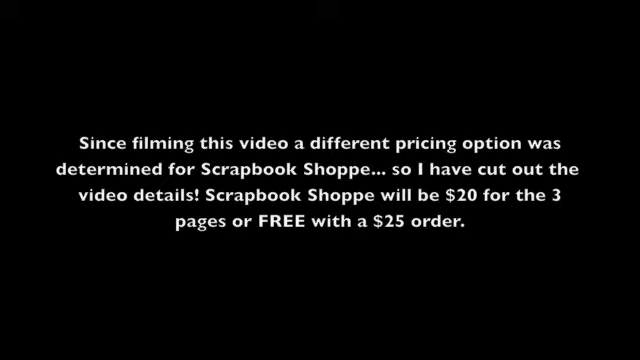 Since filming this video a different pricing option was
determined for Scrapbook Shoppe... so I have cut out the
video details! Scrapbook Shoppe will be $20 for the 3
pages or FREE with a $25 order.